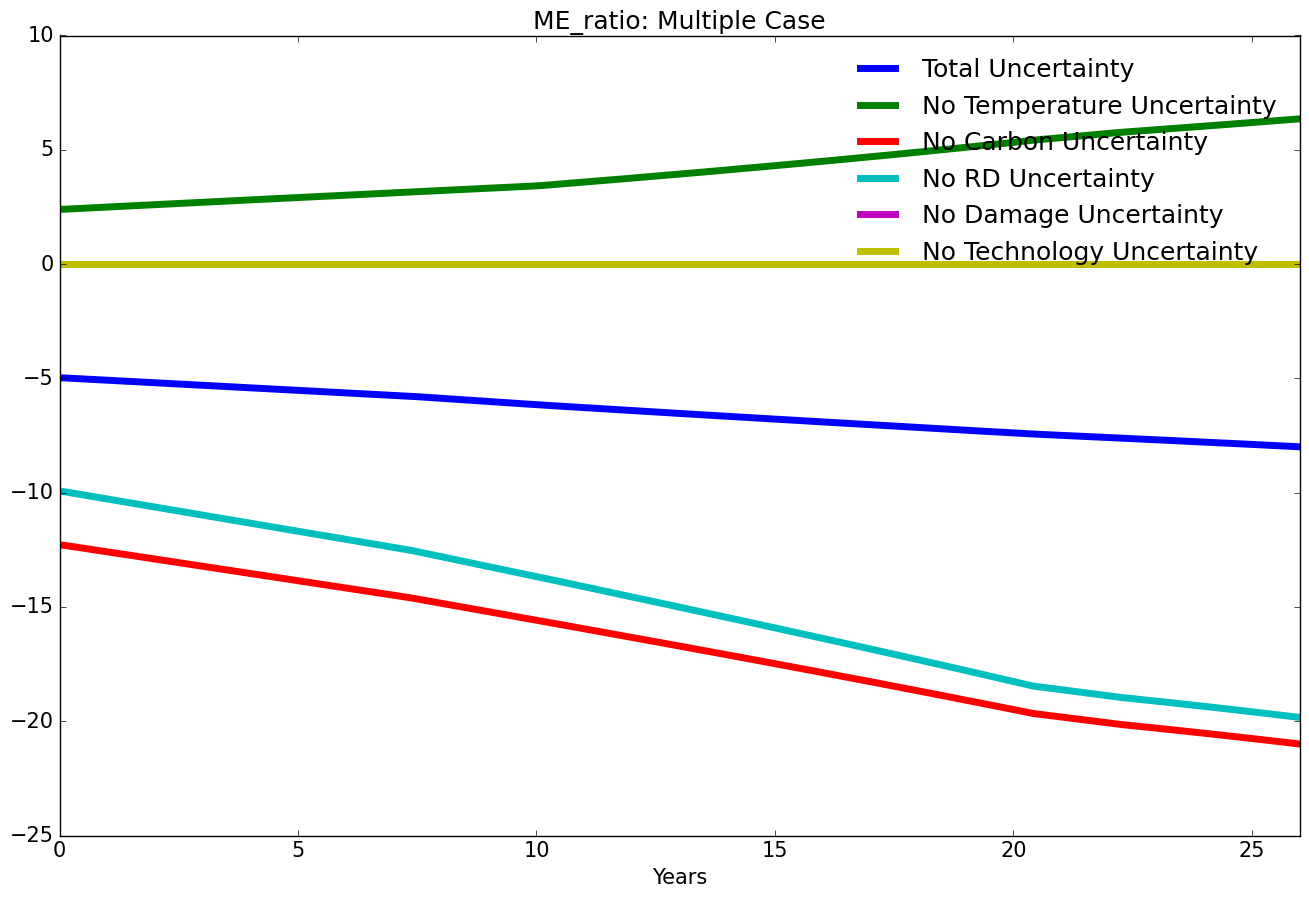 ME_ratio: Multiple Case
10
5
0
−5
−10
−15
−20
−25
Total Uncertainty
No Temperature Uncertainty
No Carbon Uncertainty
No RD Uncertainty
No Damage Uncertainty
No Technology Uncertainty
0 5 10 15 20 25
Years